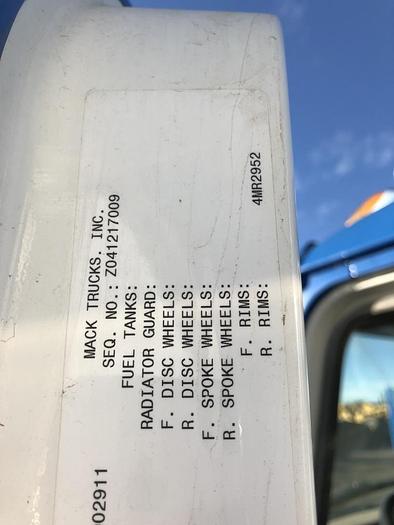 MACK TRUCKS, INC.
SEQ. NO.: Z041217009
FUEL TANKS:
RADIATOR GUARD:
F. DISC WHEELS:
R. DISC WHEELS:
F. SPOKE WHEELS:
R. SPOKE WHEELS:
F. RIMS:
R. RIMS:
4MR2952
02911